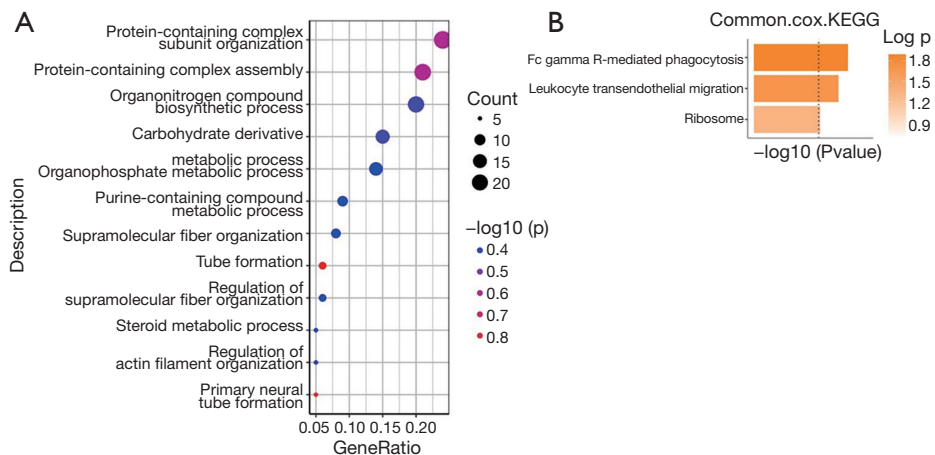 A
Description
Protein-containing complex
subunit organization
Protein-containing complex assembly
Organonitrogen compound
biosynthetic process
Carbohydrate derivative
metabolic process
Organophosphate metabolic process
Purine-containing compound
metabolic process
Supramolecular fiber organization
Tube formation
Regulation of
supramolecular fiber organization
Steroid metabolic process
Regulation of
actin filament organization
Primary neural
tube formation
0.05 0.10 0.15 0.20
GeneRatio
Count
5
10
15
20
−log10 (p)
0.4
0.5
0.6
0.7
0.8
B
Common.cox.KEGG
Fc gamma R-mediated phagocytosis
Leukocyte transendothelial migration
Ribosome
−log10 (Pvalue)
Log p
1.8
1.5
1.2
0.9